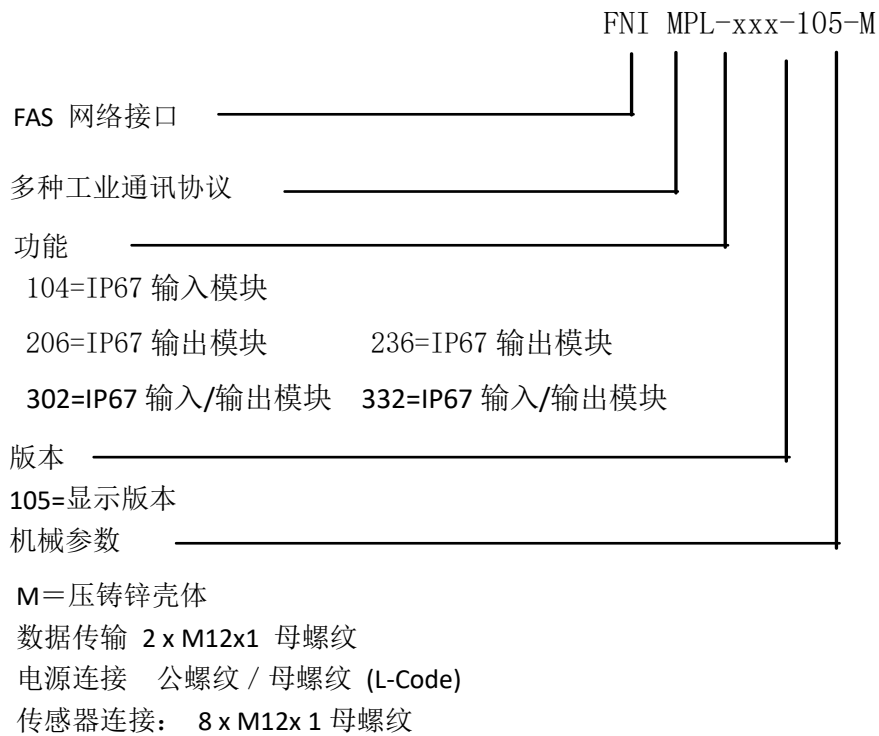 FNI MPL-xxx-105-M
FAS 网络接口
多种工业通讯协议
功能
104=IP67 输入模块
206=IP67 输出模块 236=IP67 输出模块
302=IP67 输入/输出模块 332=IP67 输入/输出模块
版本
105=显示版本
机械参数
M＝压铸锌壳体
数据传输 2 x M12x1 母螺纹
电源连接 公螺纹 / 母螺纹 (L-Code)
传感器连接： 8 x M12x 1 母螺纹